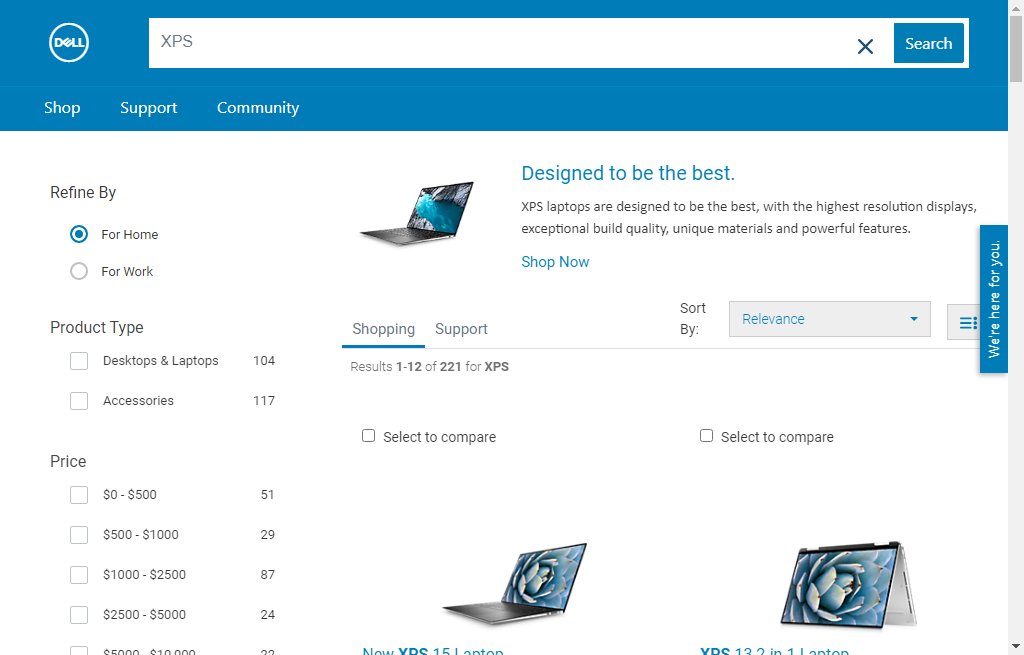 DELL
XPS
Search
Shop
Support
Community
Refine By
For Home
For Work
Product Type
Desktops & Laptops 104
Accessories 117
Price
$0 - $500 51
$500 - $1000 29
$1000 - $2500 87
$2500 - $5000 24
$5000 - $10,000 22
Designed to be the best.
XPS laptops are designed to be the best, with the highest resolution displays,
exceptional build quality, unique materials and powerful features.
Shop Now
We're here for you.
Shopping
Support
Sort
By:
Relevance
Results 1-12 of 221 for XPS
Select to compare
Select to compare
New XPS 15 Laptop
XPS 13 2-in-1 Laptop